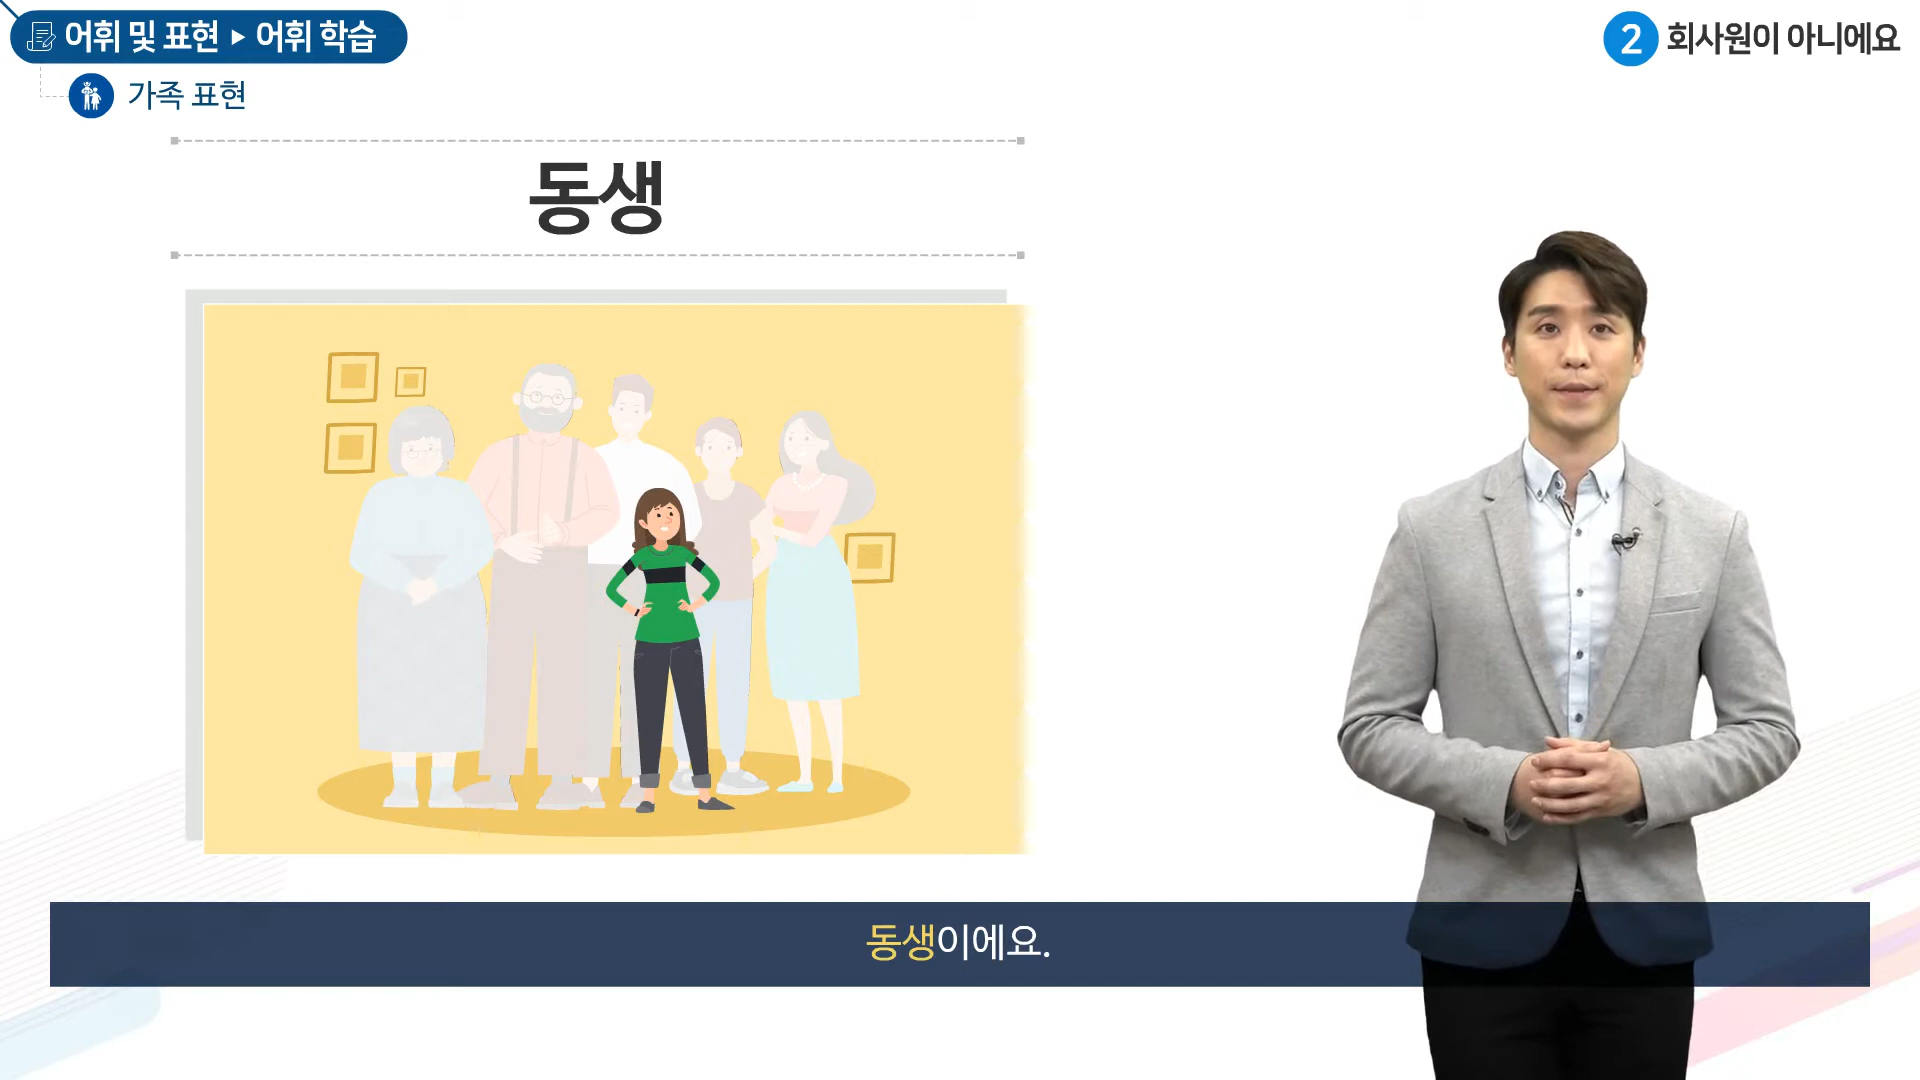 어휘 및 표현 ▶ 어휘 학습
2 회사원이 아니에요
가족 표현
동생
동생이에요.